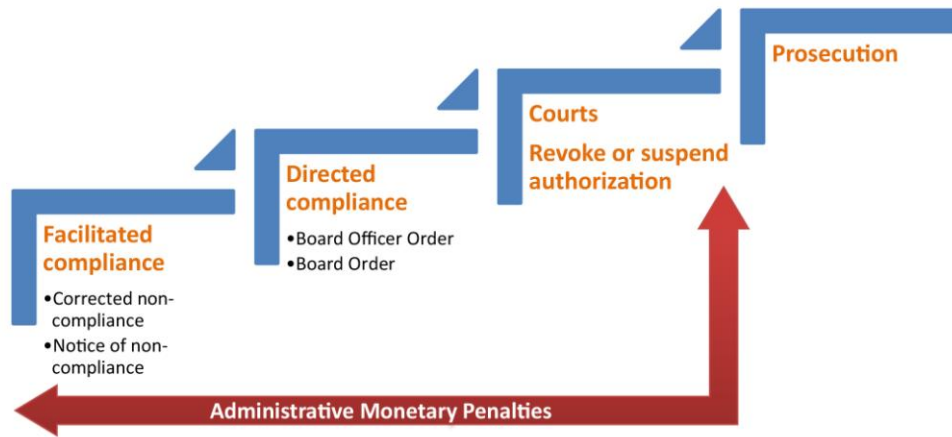 Facilitated
compliance
•Corrected non-
compliance
•Notice of non-
compliance
Directed
compliance
•Board Officer Order
•Board Order
Courts
Revoke or suspend
authorization
Prosecution
Administrative Monetary Penalties